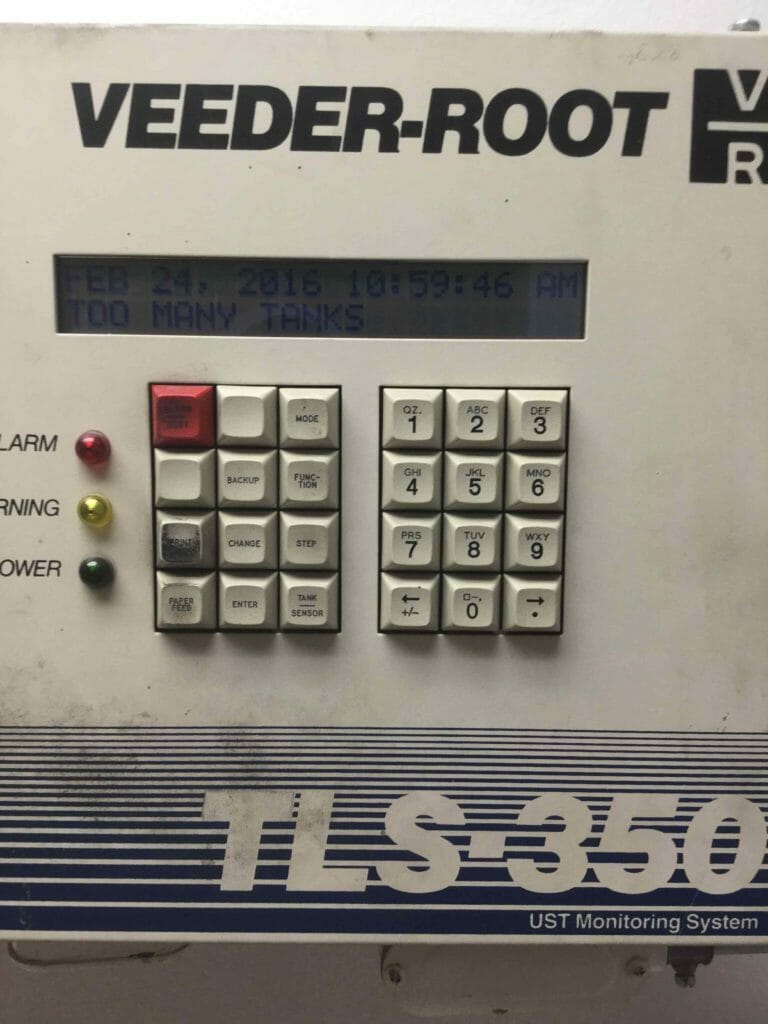 VEEDER-ROOT
V
R
FEB 24, 2016 10:59:46 AM
TOO MANY TANKS
LARM
RNING
OWER
MODE
BACKUP
FUNC-
TION
PRINT
CHANGE
STEP
PAPER
FEED
ENTER
TANK
SENSOR
QZ.
1
ABC
2
DEF
3
GHI
4
JKL
5
MNO
6
PRS
7
TUV
8
WXY
9
←
+/−
□−,
0
→
•
TLS-350
UST Monitoring System